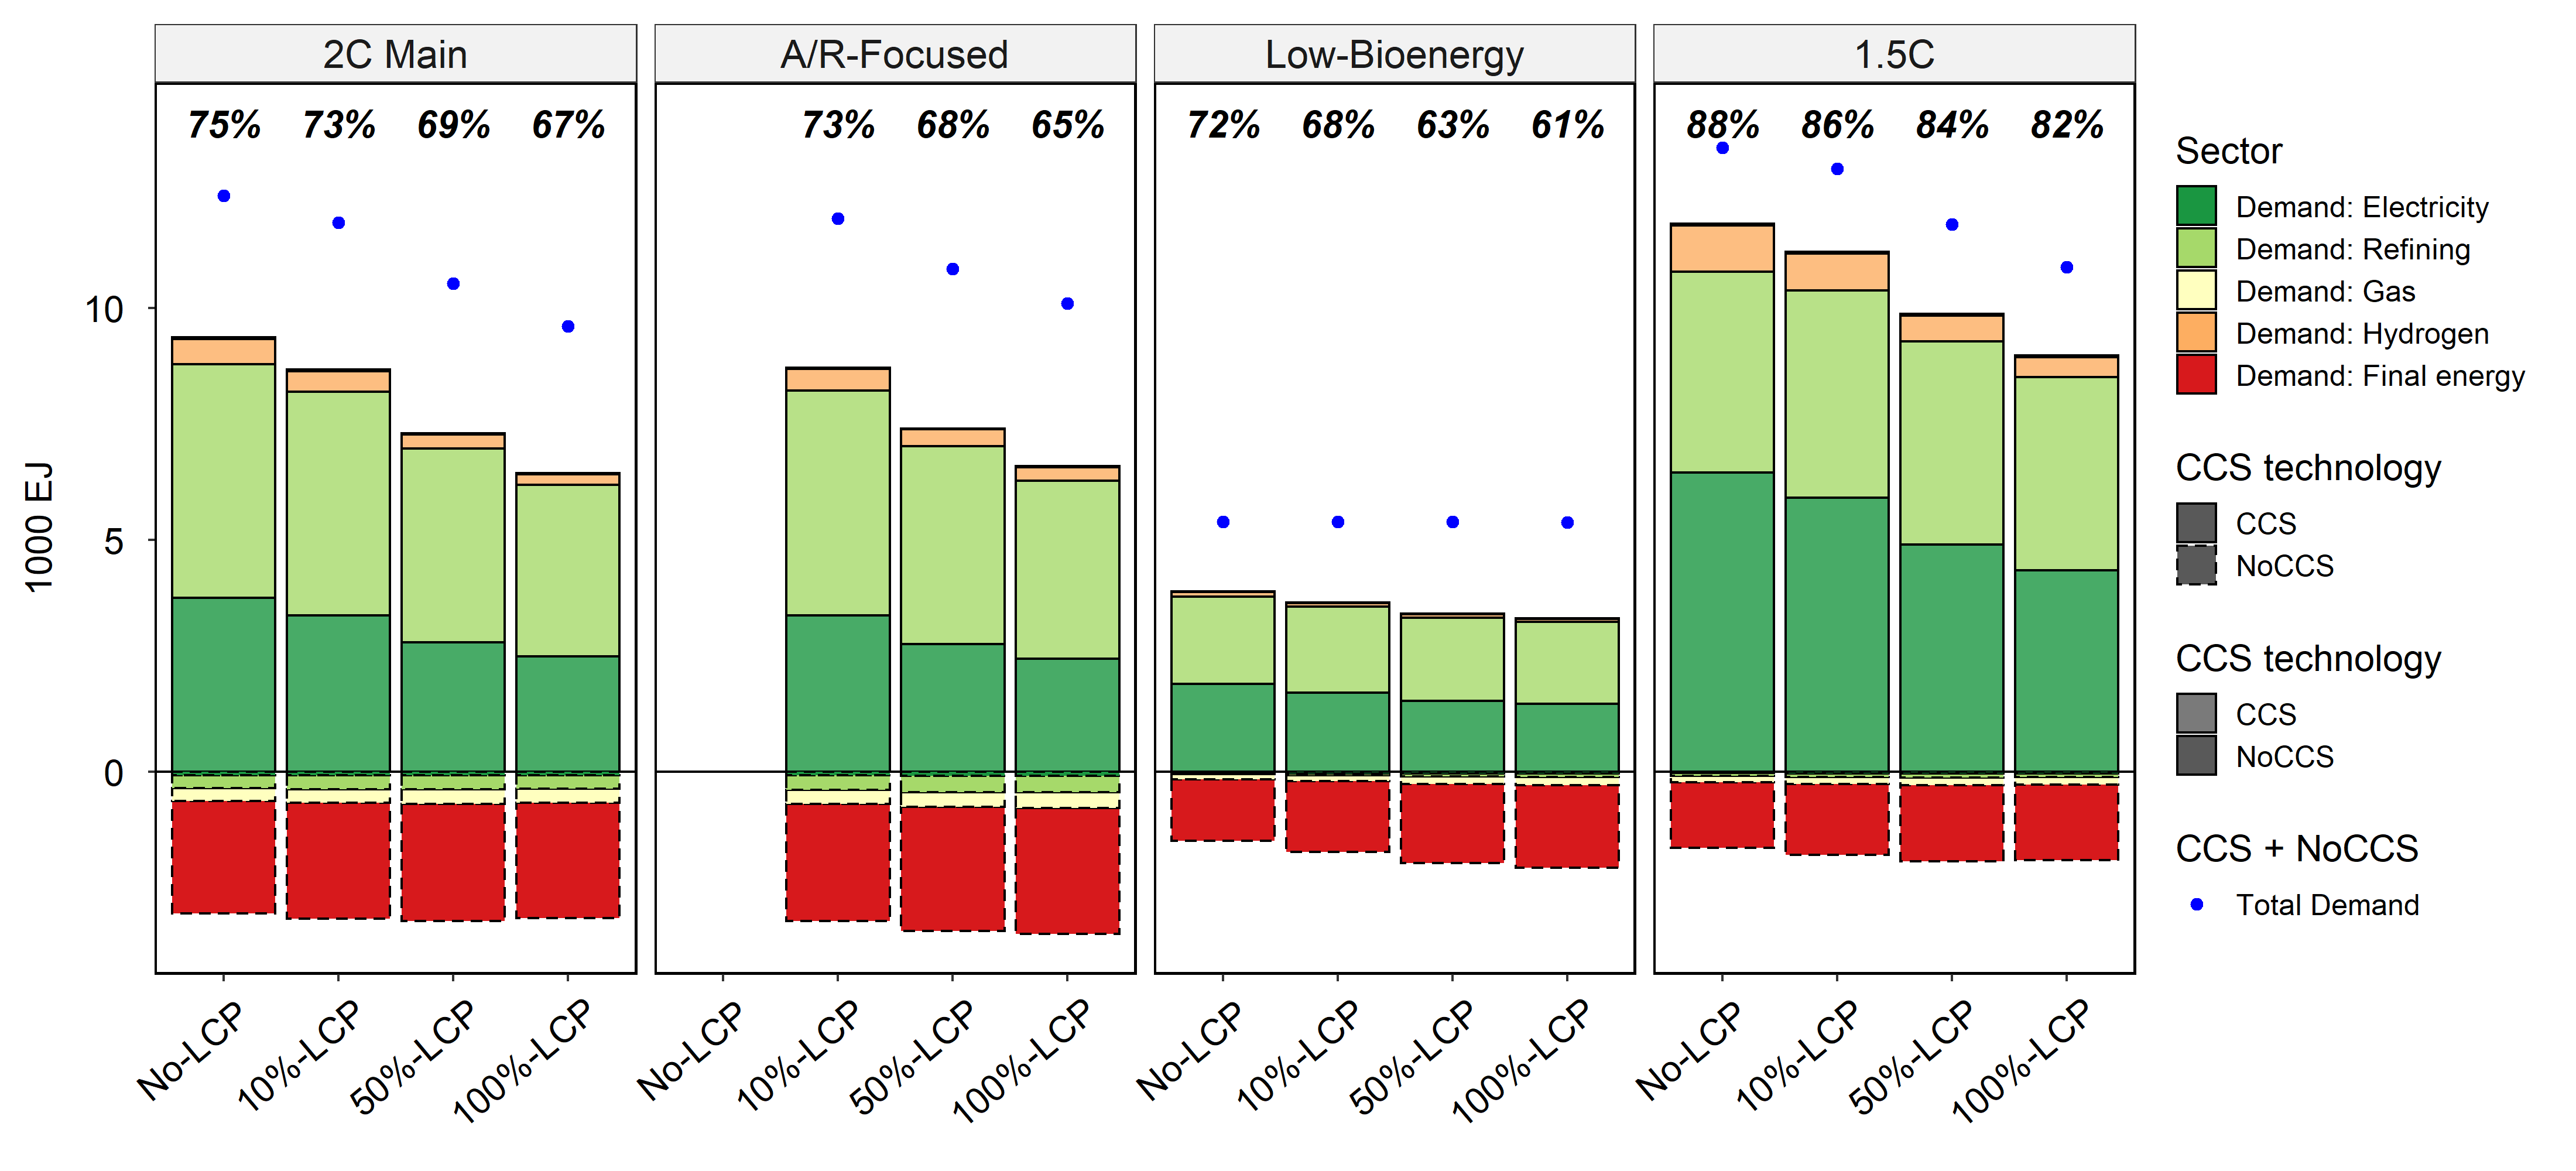 2C Main
A/R-Focused
Low-Bioenergy
1.5C
75% 73% 69% 67%
73% 68% 65%
72% 68% 63% 61%
88% 86% 84% 82%
1000 EJ
10
5
0
No-LCP 10%-LCP 50%-LCP 100%-LCP
No-LCP 10%-LCP 50%-LCP 100%-LCP
No-LCP 10%-LCP 50%-LCP 100%-LCP
No-LCP 10%-LCP 50%-LCP 100%-LCP
Sector
Demand: Electricity
Demand: Refining
Demand: Gas
Demand: Hydrogen
Demand: Final energy
CCS technology
CCS
NoCCS
CCS technology
CCS
NoCCS
CCS + NoCCS
Total Demand